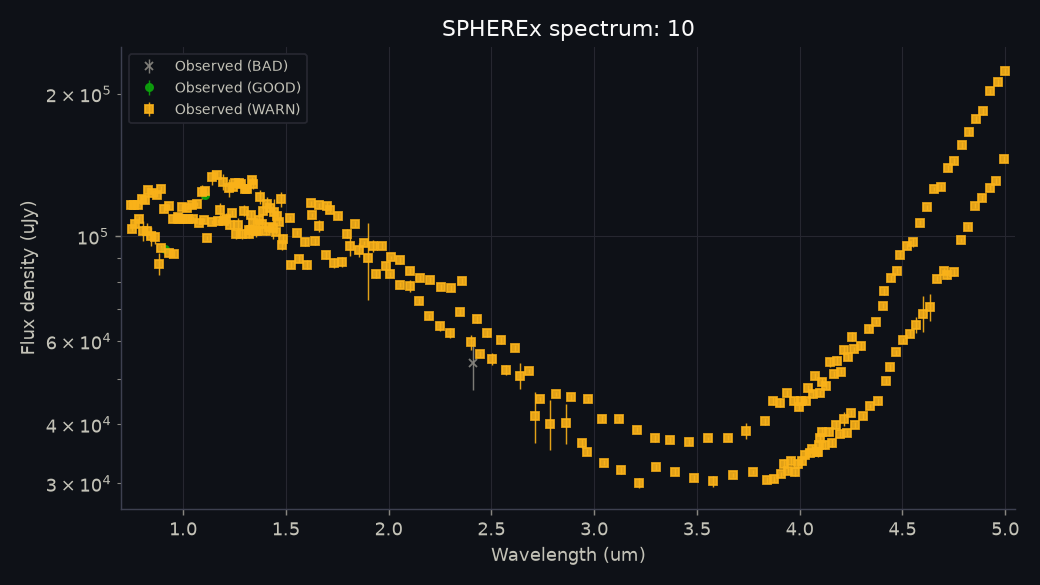 SPHEREx spectrum: 10
Observed (BAD)
Observed (GOOD)
Observed (WARN)
2 × 10⁵
10⁵
6 × 10⁴
4 × 10⁴
3 × 10⁴
Flux density (uJy)
1.0 1.5 2.0 2.5 3.0 3.5 4.0 4.5 5.0
Wavelength (um)